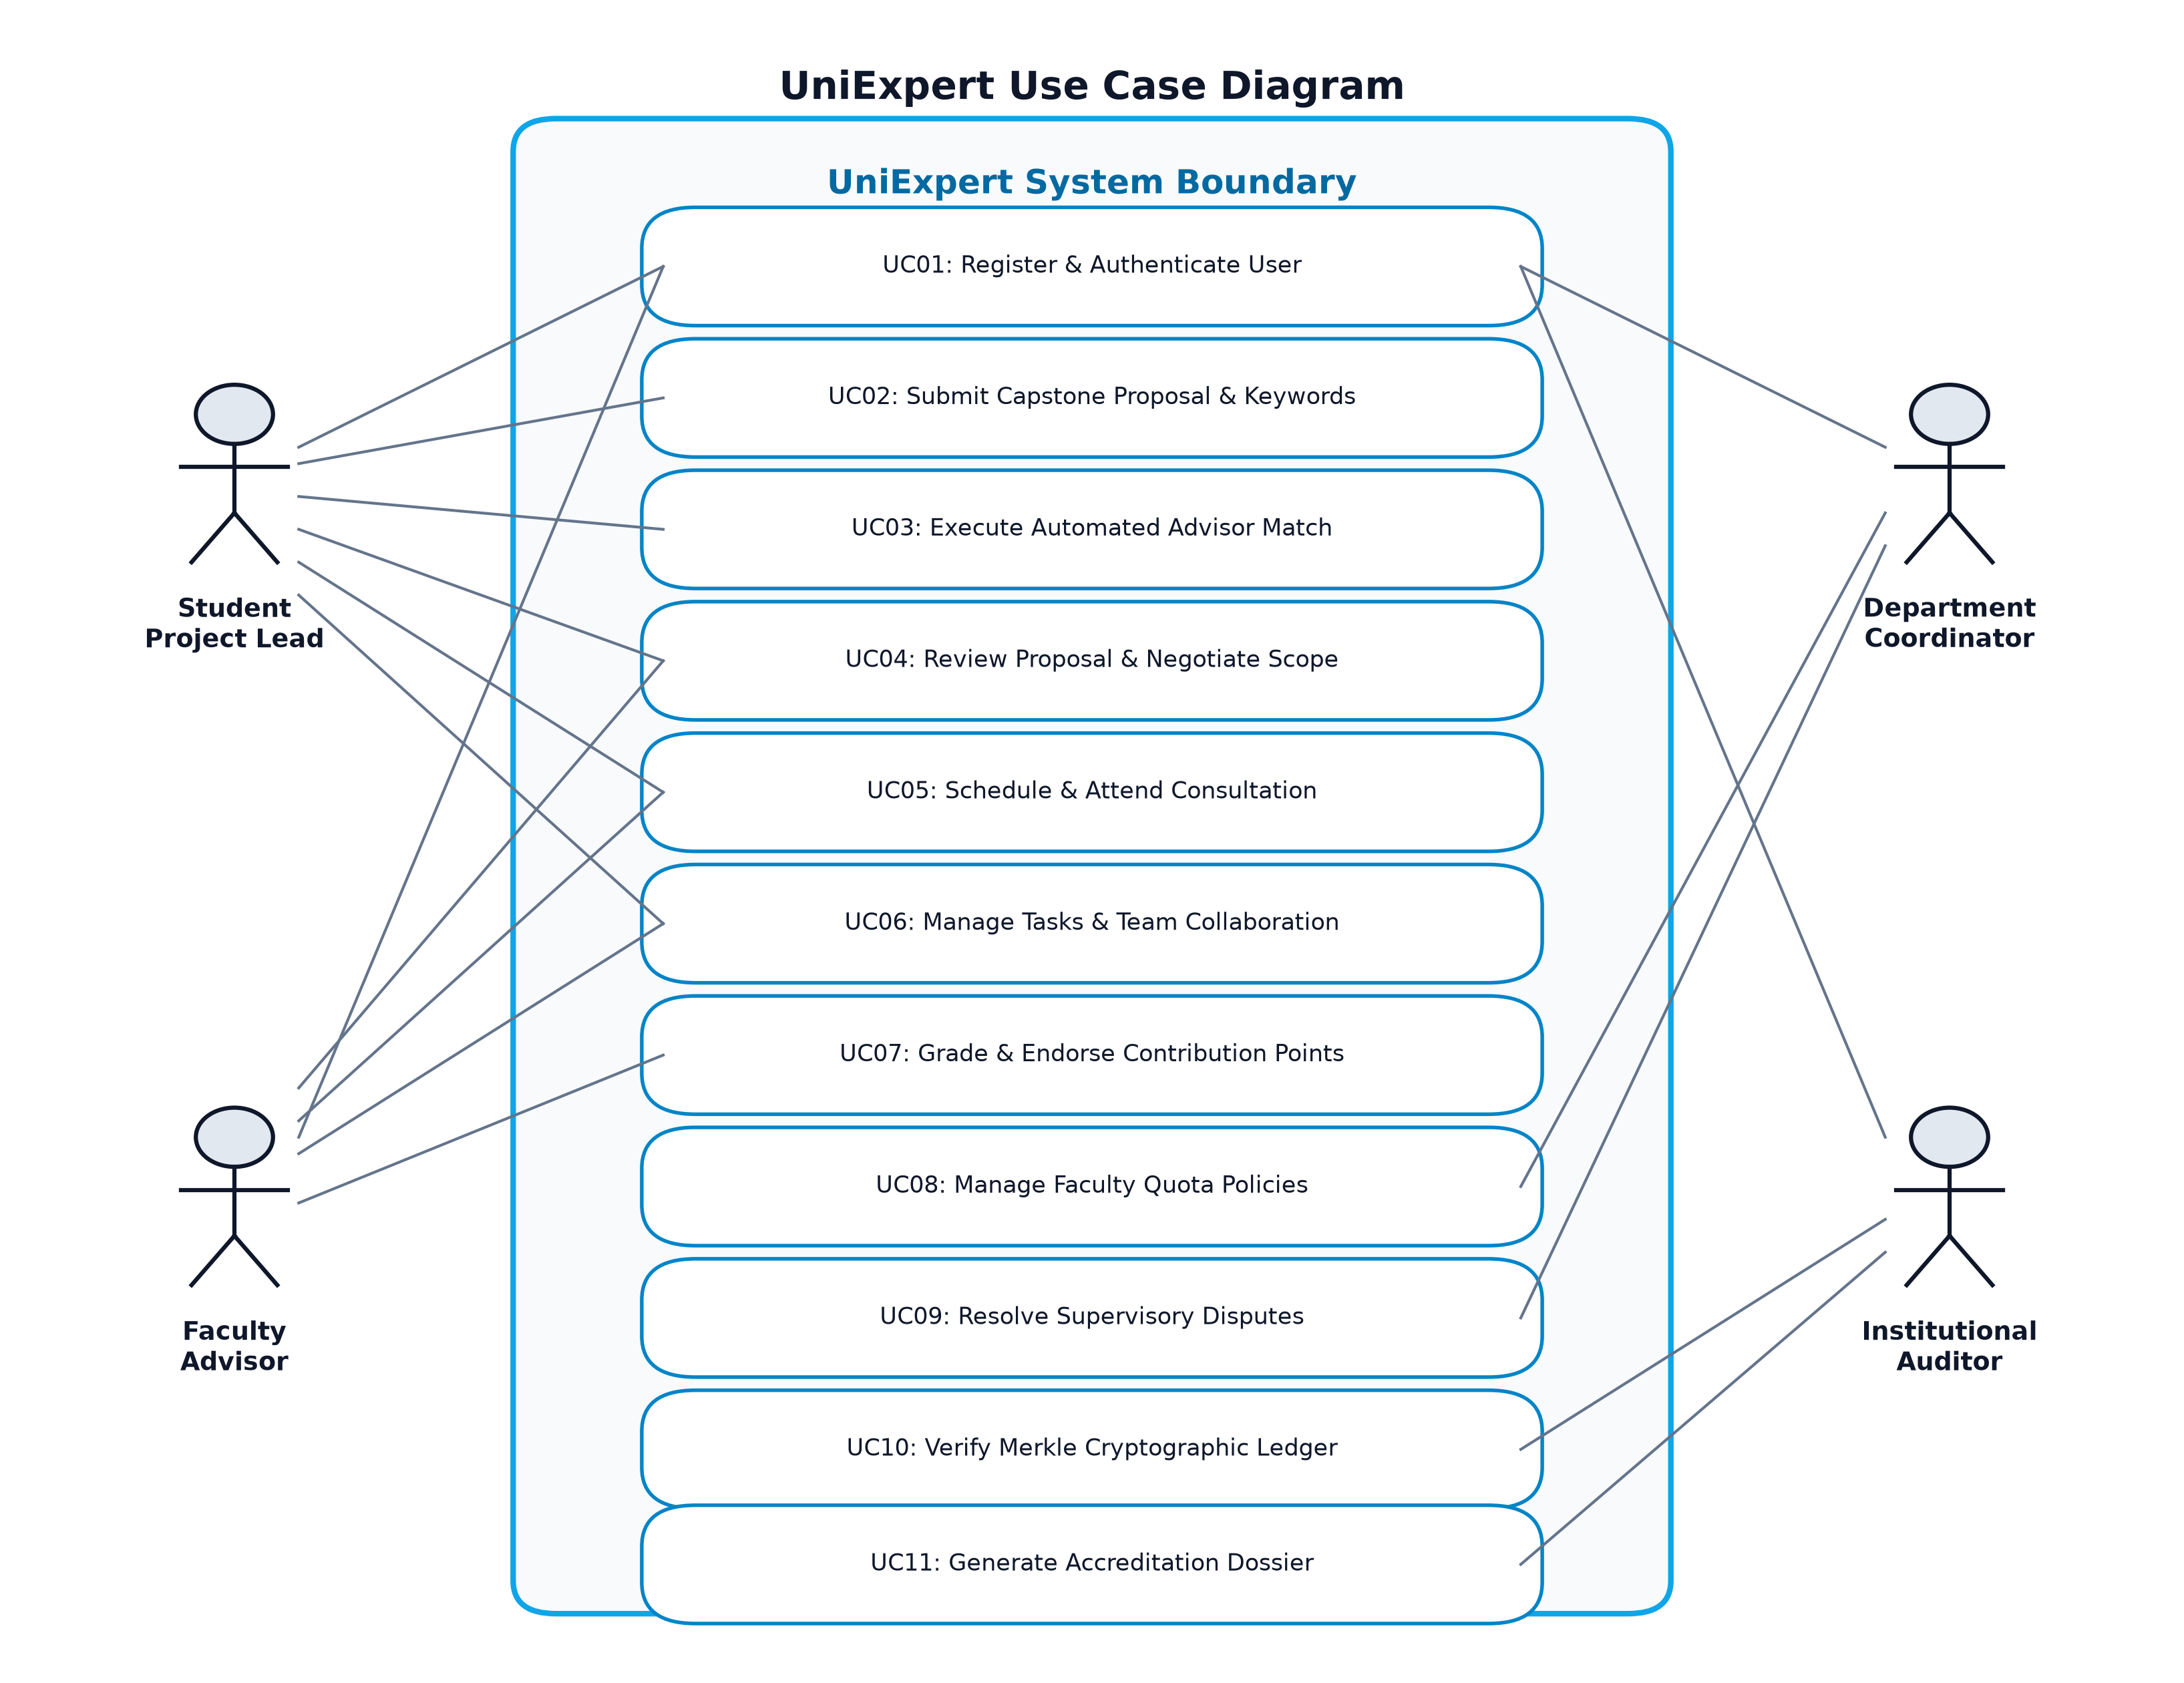 UniExpert Use Case Diagram
UniExpert System Boundary
UC01: Register & Authenticate User
UC02: Submit Capstone Proposal & Keywords
UC03: Execute Automated Advisor Match
Student
Project Lead
Department
Coordinator
UC04: Review Proposal & Negotiate Scope
UC05: Schedule & Attend Consultation
UC06: Manage Tasks & Team Collaboration
UC07: Grade & Endorse Contribution Points
UC08: Manage Faculty Quota Policies
UC09: Resolve Supervisory Disputes
Faculty
Advisor
Institutional
Auditor
UC10: Verify Merkle Cryptographic Ledger
UC11: Generate Accreditation Dossier